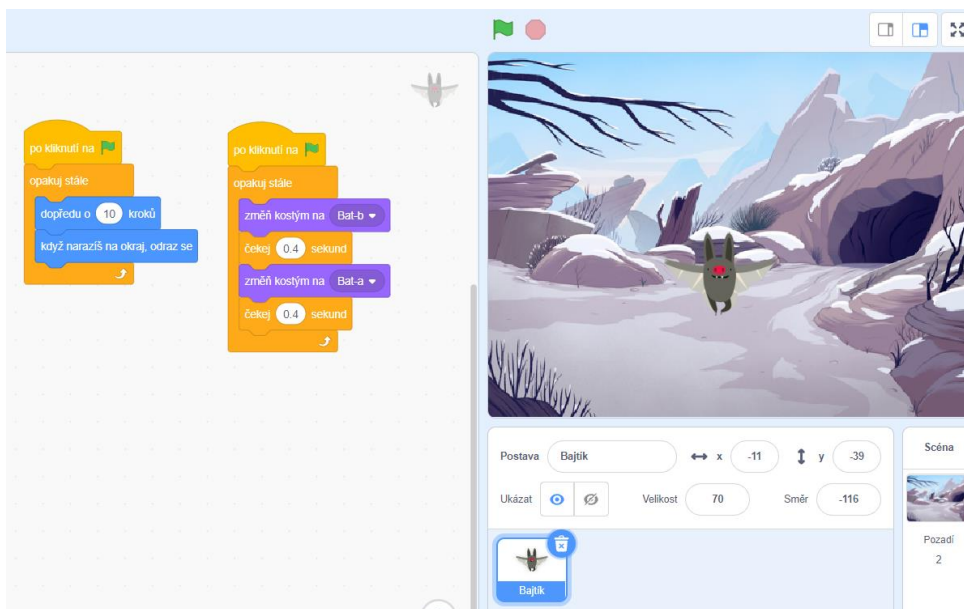 po kliknutí na
opakuj stále
dopředu o 10 kroků
když narazíš na okraj, odraz se
po kliknutí na
opakuj stále
změň kostým na Bat-b
čekej 0.4 sekund
změň kostým na Bat-a
čekej 0.4 sekund
Postava Bajtík x -11 y -39
Ukázat Velikost 70 Směr -116
Bajtík
Scéna
Pozadí
2